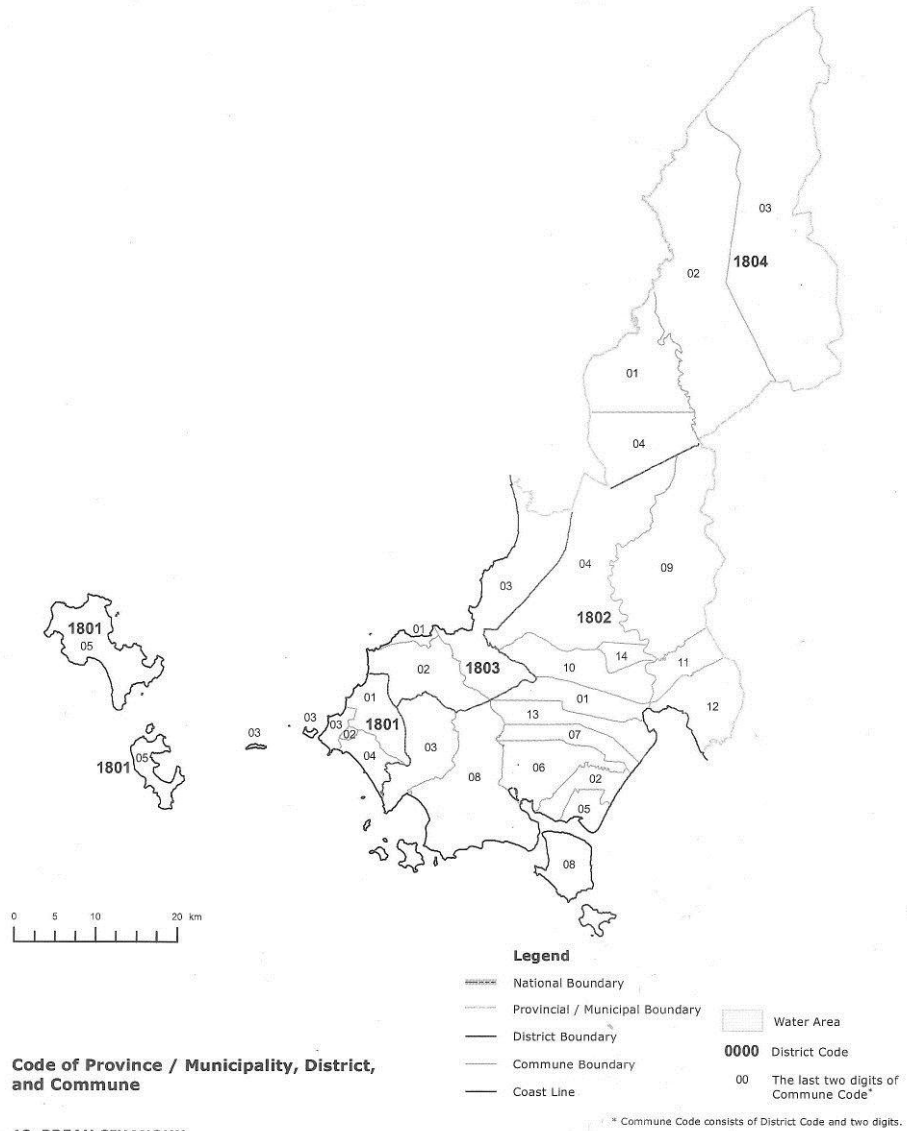 03
1804
02
01
04
04
09
03
1802
1801
05
01
14
11
10
02
1803
01
01
12
03
13
03
03
02
1801
07
03
04
1801
05
06
02
08
05
08
0 5 10 20 km
Legend
National Boundary
Provincial / Municipal Boundary
District Boundary
Commune Boundary
Coast Line
Water Area
0000 District Code
00 The last two digits of
Commune Code*
Code of Province / Municipality, District,
and Commune
* Commune Code consists of District Code and two digits.